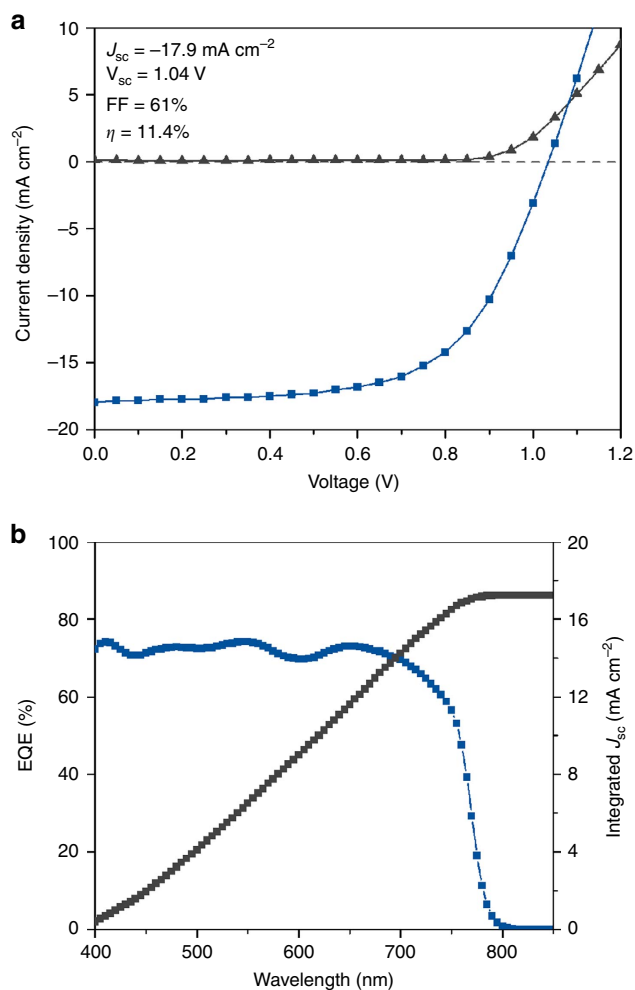 a
J_sc = –17.9 mA cm⁻²
V_sc = 1.04 V
FF = 61%
η = 11.4%
10
5
0
−5
−10
−15
−20
Current density (mA cm⁻²)
0.0 0.2 0.4 0.6 0.8 1.0 1.2
Voltage (V)
b
100
80
60
40
20
0
EQE (%)
20
16
12
8
4
0
Integrated J_sc (mA cm⁻²)
400 500 600 700 800
Wavelength (nm)